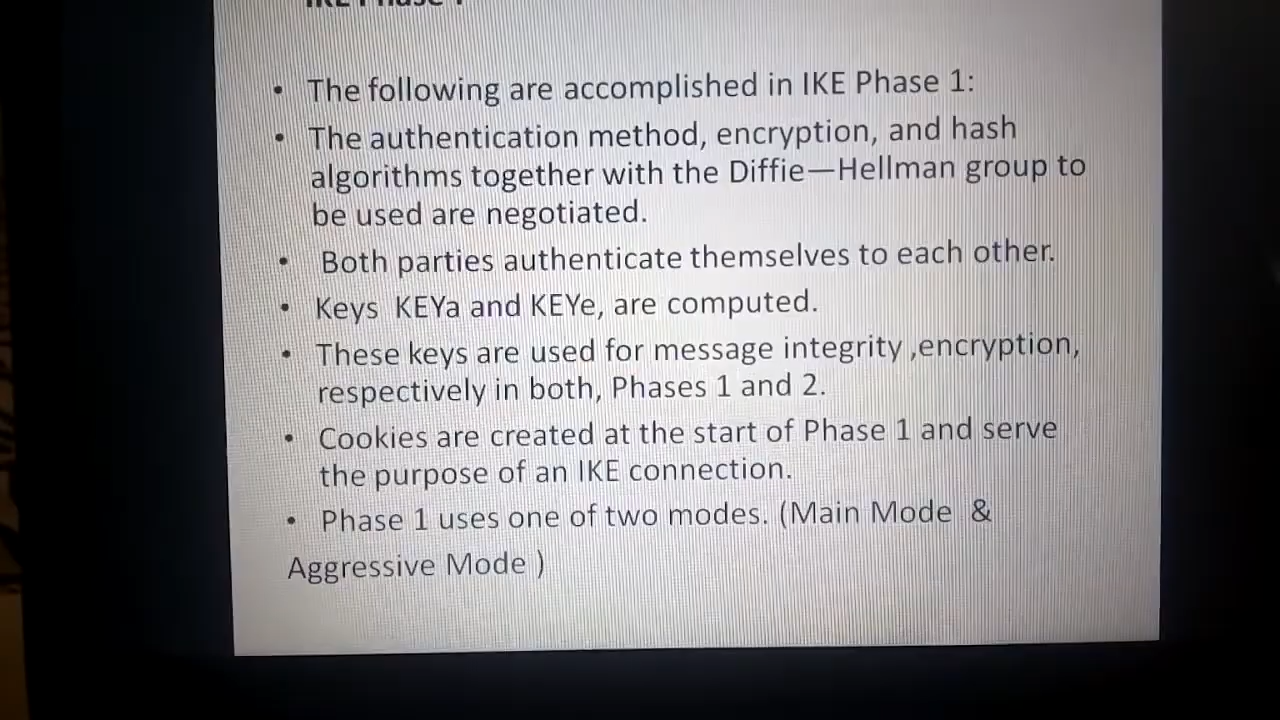 IKE Phase 1
• The following are accomplished in IKE Phase 1:
• The authentication method, encryption, and hash
algorithms together with the Diffie—Hellman group to
be used are negotiated.
• Both parties authenticate themselves to each other.
• Keys KEYa and KEYe, are computed.
• These keys are used for message integrity ,encryption,
respectively in both, Phases 1 and 2.
• Cookies are created at the start of Phase 1 and serve
the purpose of an IKE connection.
• Phase 1 uses one of two modes. (Main Mode &
Aggressive Mode )